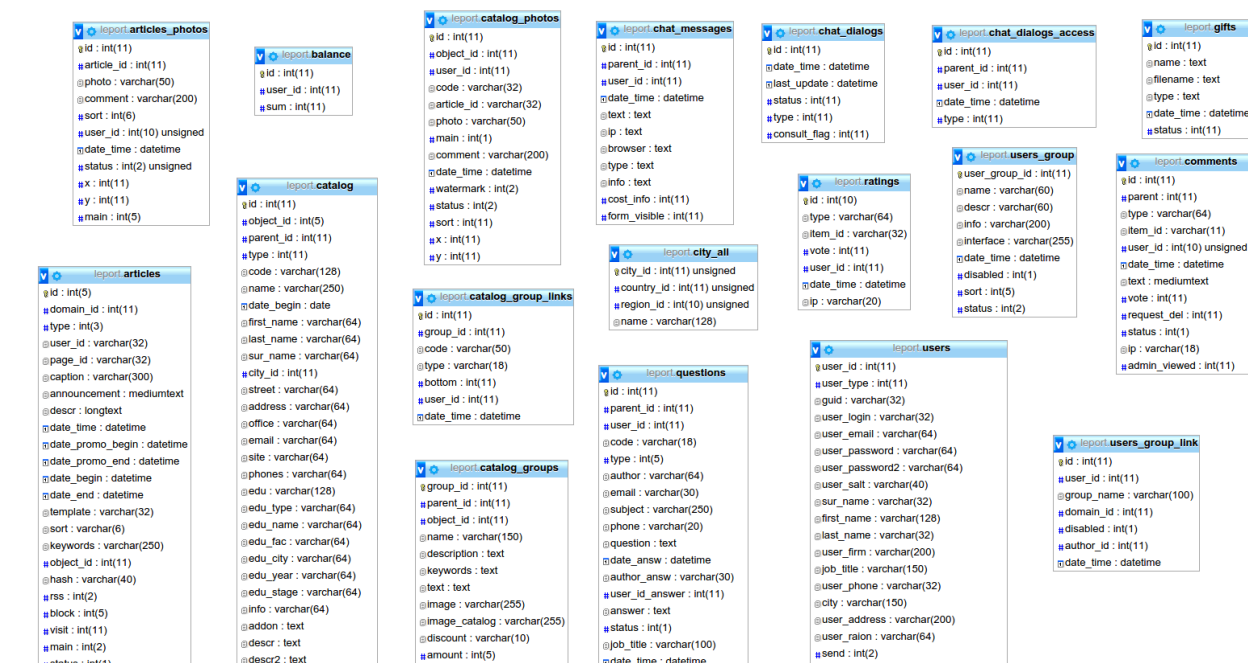 v leport.articles_photos
id : int(11)
#article_id : int(11)
photo : varchar(50)
comment : varchar(200)
#sort : int(6)
#user_id : int(10) unsigned
date_time : datetime
#status : int(2) unsigned
#x : int(11)
#y : int(11)
#main : int(5)
v leport.balance
id : int(11)
#user_id : int(11)
#sum : int(11)
v leport.catalog_photos
id : int(11)
#object_id : int(11)
#user_id : int(11)
code : varchar(32)
article_id : varchar(32)
photo : varchar(50)
#main : int(1)
comment : varchar(200)
date_time : datetime
#watermark : int(2)
#status : int(2)
#sort : int(11)
#x : int(11)
#y : int(11)
v leport.chat_messages
id : int(11)
#parent_id : int(11)
#user_id : int(11)
date_time : datetime
text : text
ip : text
browser : text
type : text
info : text
#cost_info : int(11)
#form_visible : int(11)
v leport.chat_dialogs
id : int(11)
date_time : datetime
last_update : datetime
#status : int(11)
#type : int(11)
#consult_flag : int(11)
v leport.chat_dialogs_access
id : int(11)
#parent_id : int(11)
#user_id : int(11)
date_time : datetime
#type : int(11)
v leport.gifts
id : int(11)
name : text
filename : text
type : text
date_time : datetime
#status : int(11)
v leport.articles
id : int(5)
#domain_id : int(11)
#type : int(3)
user_id : varchar(32)
page_id : varchar(32)
caption : varchar(300)
announcement : mediumtext
descr : longtext
date_time : datetime
date_promo_begin : datetime
date_promo_end : datetime
date_begin : datetime
date_end : datetime
template : varchar(32)
sort : varchar(6)
keywords : varchar(250)
#object_id : int(11)
hash : varchar(40)
#rss : int(2)
#block : int(5)
#visit : int(11)
#main : int(2)
#status : int(1)
v leport.catalog
id : int(11)
#object_id : int(5)
#parent_id : int(11)
#type : int(11)
code : varchar(128)
name : varchar(250)
date_begin : date
first_name : varchar(64)
last_name : varchar(64)
sur_name : varchar(64)
#city_id : int(11)
street : varchar(64)
address : varchar(64)
office : varchar(64)
email : varchar(64)
site : varchar(64)
phones : varchar(64)
edu : varchar(128)
edu_type : varchar(64)
edu_name : varchar(64)
edu_fac : varchar(64)
edu_city : varchar(64)
edu_year : varchar(64)
edu_stage : varchar(64)
info : varchar(64)
addon : text
descr : text
descr2 : text
v leport.catalog_group_links
id : int(11)
#group_id : int(11)
code : varchar(50)
type : varchar(18)
#bottom : int(11)
#user_id : int(11)
date_time : datetime
v leport.catalog_groups
group_id : int(11)
#parent_id : int(11)
#object_id : int(11)
name : varchar(150)
description : text
keywords : text
text : text
image : varchar(255)
image_catalog : varchar(255)
discount : varchar(10)
#amount : int(5)
v leport.city_all
city_id : int(11) unsigned
#country_id : int(11) unsigned
#region_id : int(10) unsigned
name : varchar(128)
v leport.questions
id : int(11)
#parent_id : int(11)
#user_id : int(11)
code : varchar(18)
#type : int(5)
author : varchar(64)
email : varchar(30)
subject : varchar(250)
phone : varchar(20)
question : text
date_answ : datetime
author_answ : varchar(30)
#user_id_answer : int(11)
answer : text
#status : int(1)
job_title : varchar(100)
date_time : datetime
v leport.ratings
id : int(10)
type : varchar(64)
item_id : varchar(32)
#vote : int(11)
#user_id : int(11)
date_time : datetime
ip : varchar(20)
v leport.users_group
user_group_id : int(11)
name : varchar(60)
descr : varchar(60)
info : varchar(200)
interface : varchar(255)
date_time : datetime
#disabled : int(1)
#sort : int(5)
#status : int(2)
v leport.comments
id : int(11)
#parent : int(11)
type : varchar(64)
item_id : varchar(11)
#user_id : int(10) unsigned
date_time : datetime
text : mediumtext
#vote : int(11)
#request_del : int(11)
#status : int(1)
ip : varchar(18)
#admin_viewed : int(11)
v leport.users
user_id : int(11)
#user_type : int(11)
guid : varchar(32)
user_login : varchar(32)
user_email : varchar(64)
user_password : varchar(64)
user_password2 : varchar(64)
user_salt : varchar(40)
sur_name : varchar(32)
first_name : varchar(128)
last_name : varchar(32)
user_firm : varchar(200)
job_title : varchar(150)
user_phone : varchar(32)
city : varchar(150)
user_address : varchar(200)
user_raion : varchar(64)
#send : int(2)
v leport.users_group_link
id : int(11)
#user_id : int(11)
group_name : varchar(100)
#domain_id : int(11)
#disabled : int(1)
#author_id : int(11)
date_time : datetime